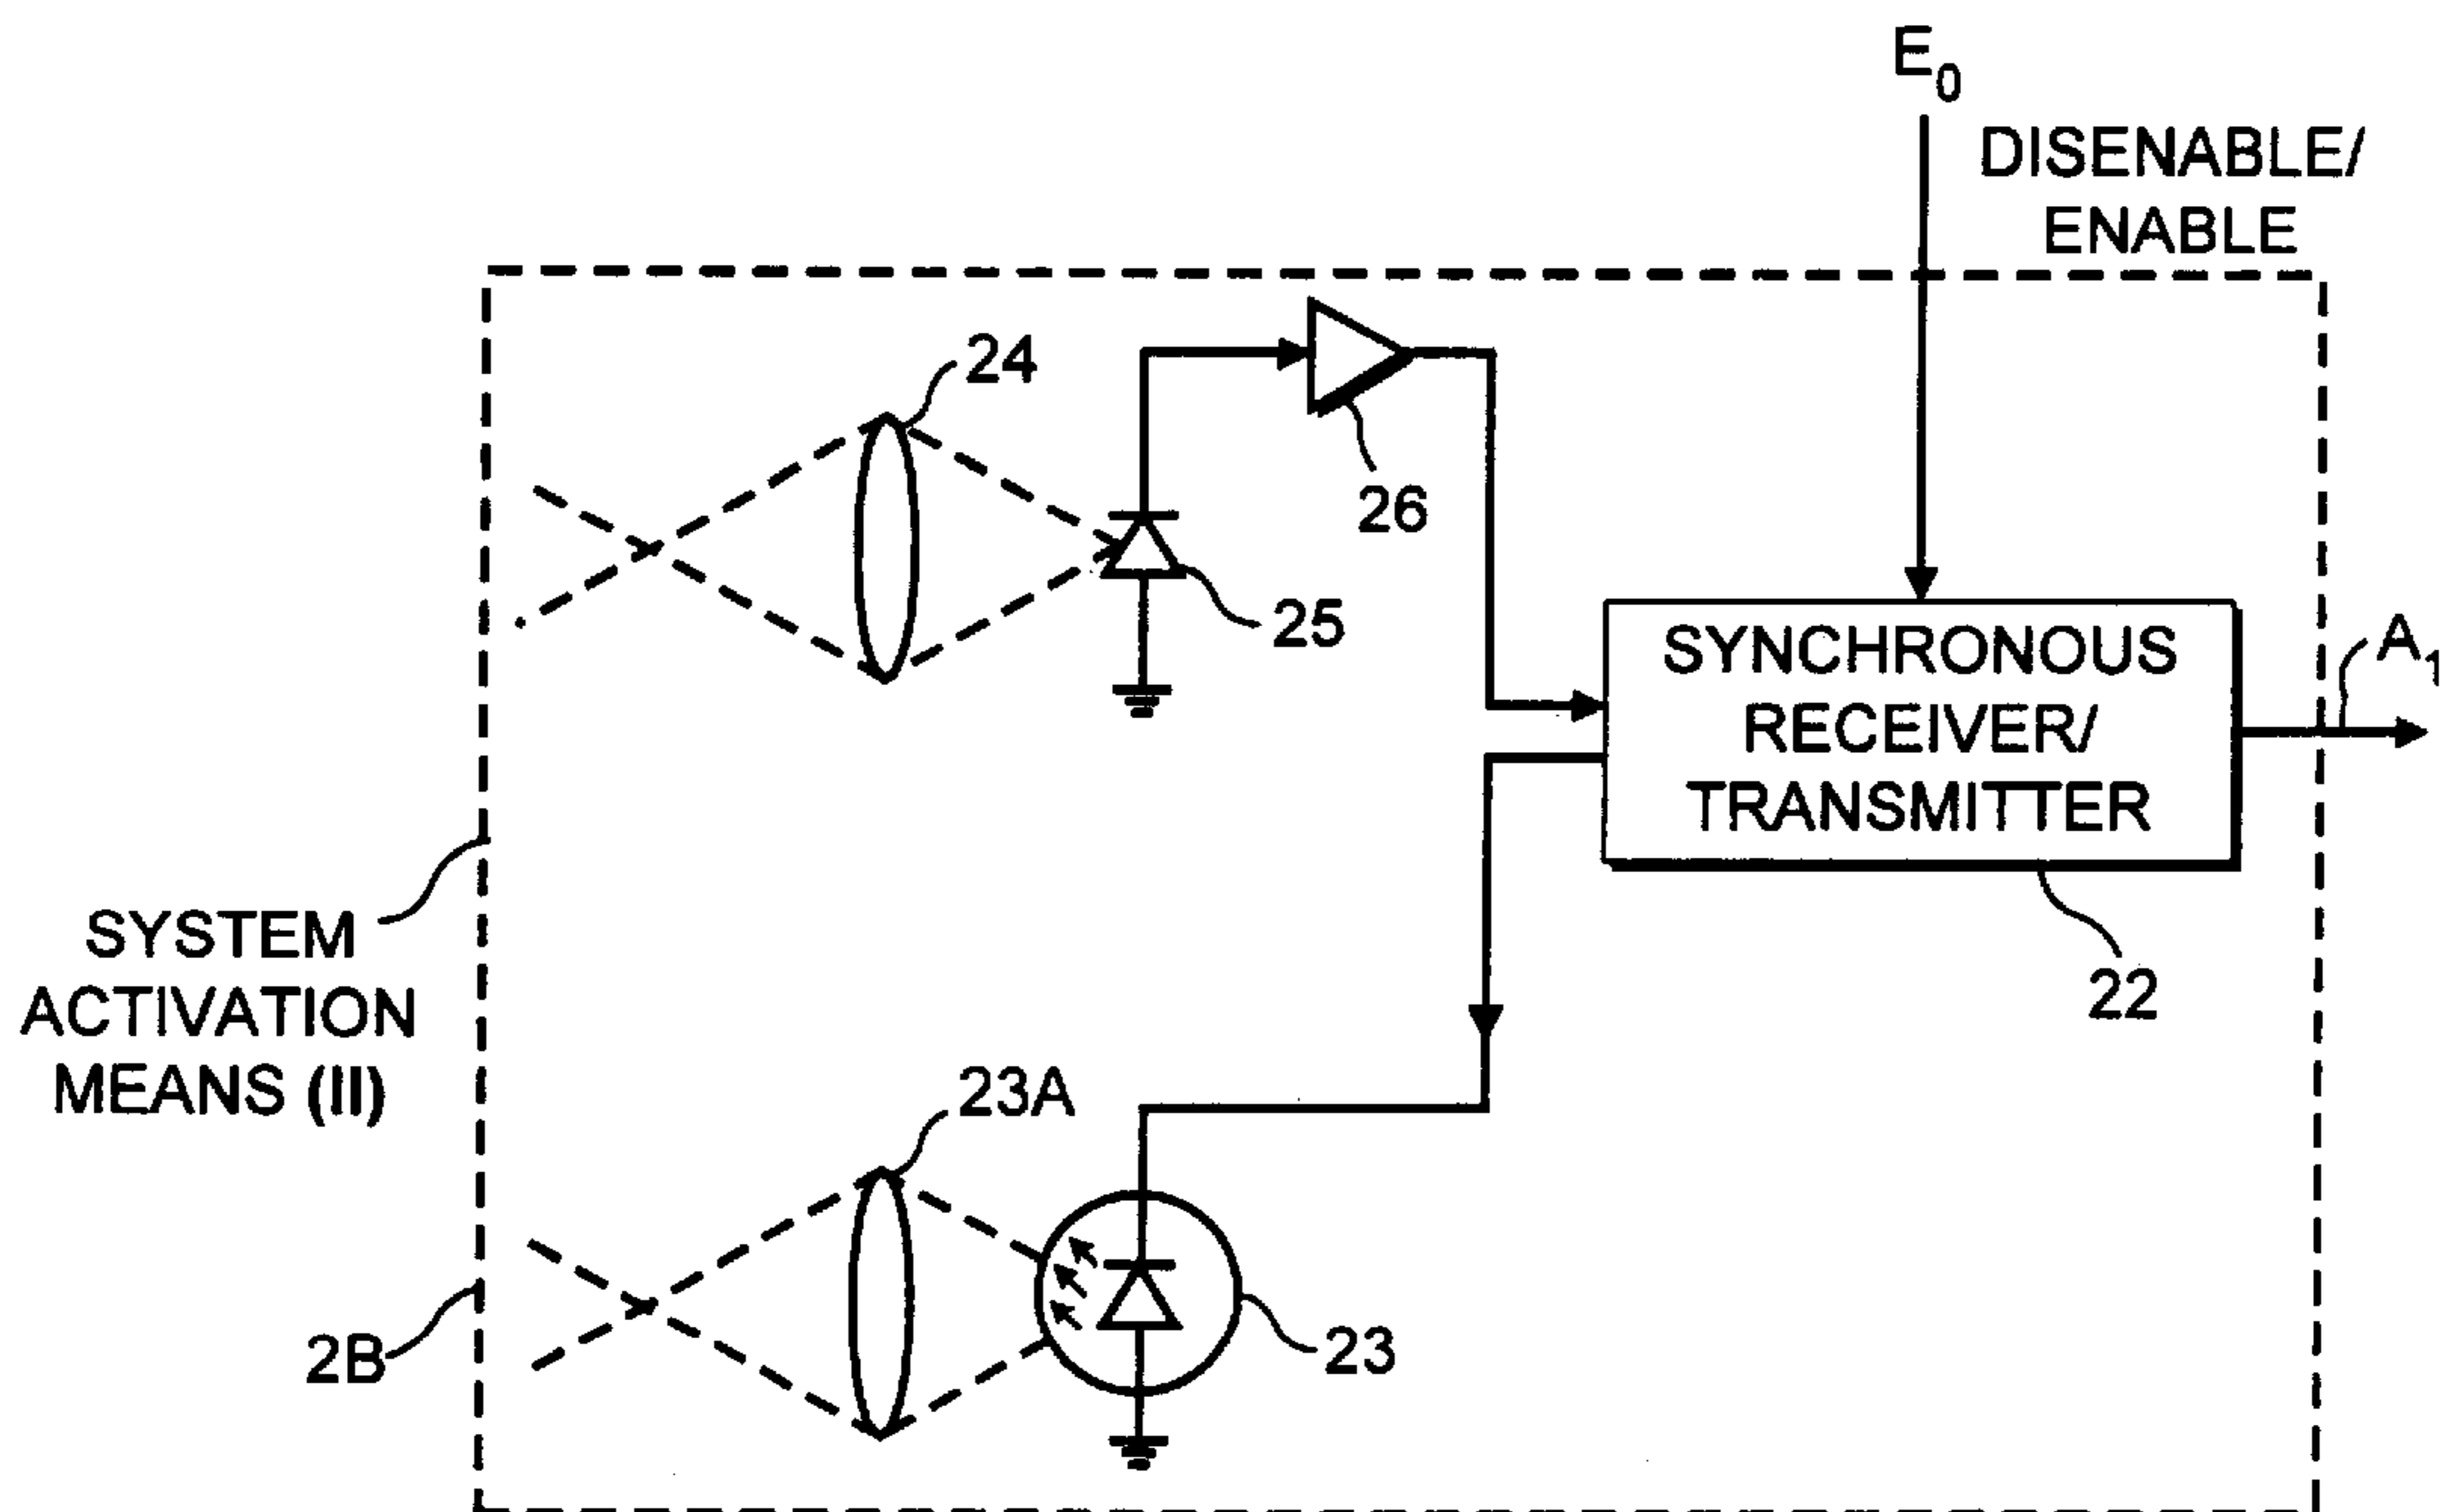 E0
DISENABLE/
ENABLE
24
26
25
SYNCHRONOUS
RECEIVER/
TRANSMITTER
A1
22
SYSTEM
ACTIVATION
MEANS (II)
23A
2B
23